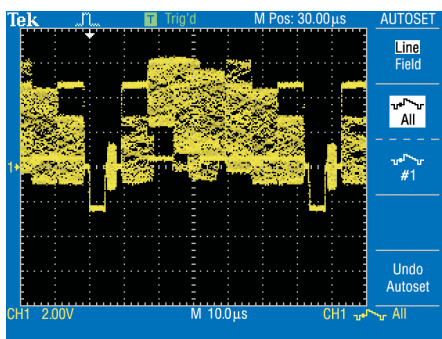 Tek T Trig'd M Pos: 30.00µs AUTOSET
Line
Field
All
#1
1
Undo
Autoset
CH1 2.00V M 10.0µs CH1 All